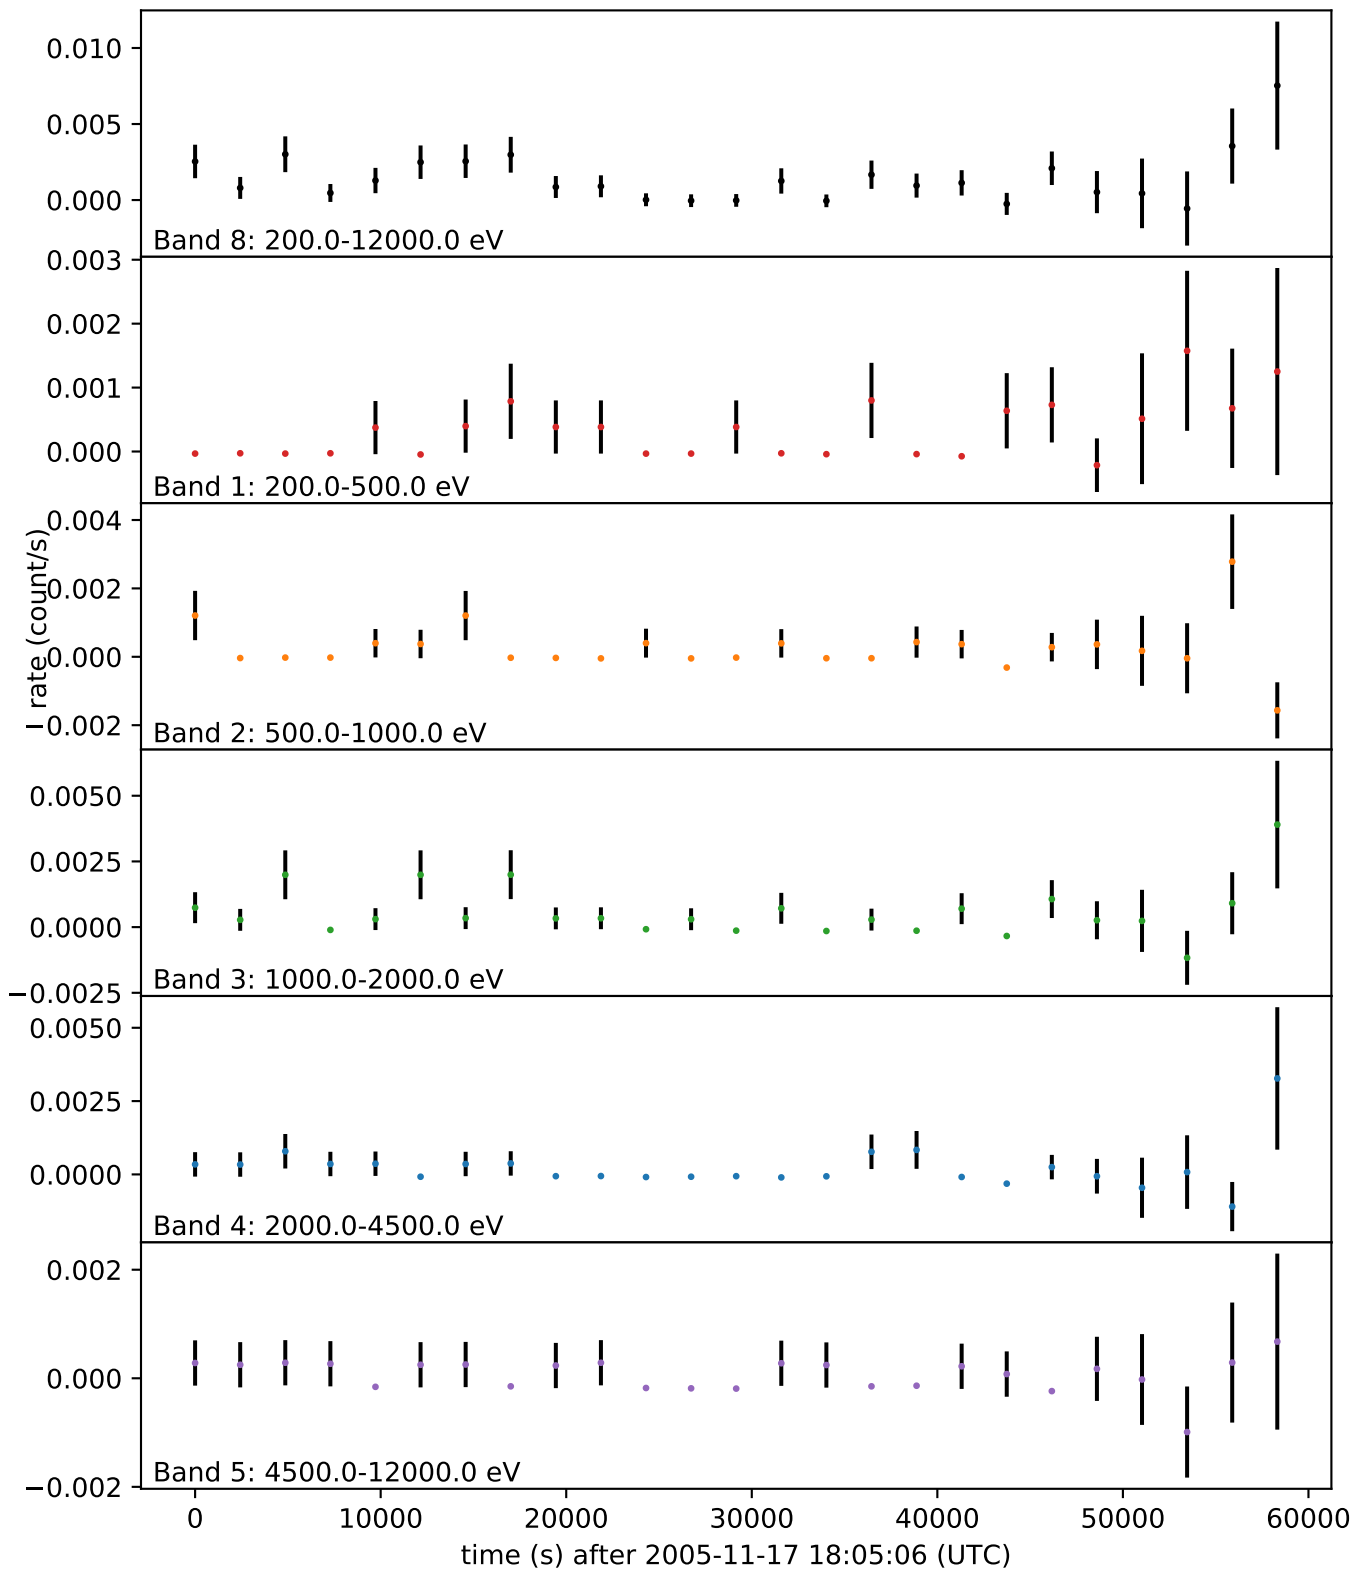 0.010
0.005
0.000
Band 8: 200.0-12000.0 eV
0.003
0.002
0.001
0.000
Band 1: 200.0-500.0 eV
rate (count/s)
0.004
0.002
0.000
−0.002
Band 2: 500.0-1000.0 eV
0.0050
0.0025
0.0000
−0.0025
Band 3: 1000.0-2000.0 eV
0.0050
0.0025
0.0000
Band 4: 2000.0-4500.0 eV
0.002
0.000
−0.002
Band 5: 4500.0-12000.0 eV
0 10000 20000 30000 40000 50000 60000
time (s) after 2005-11-17 18:05:06 (UTC)